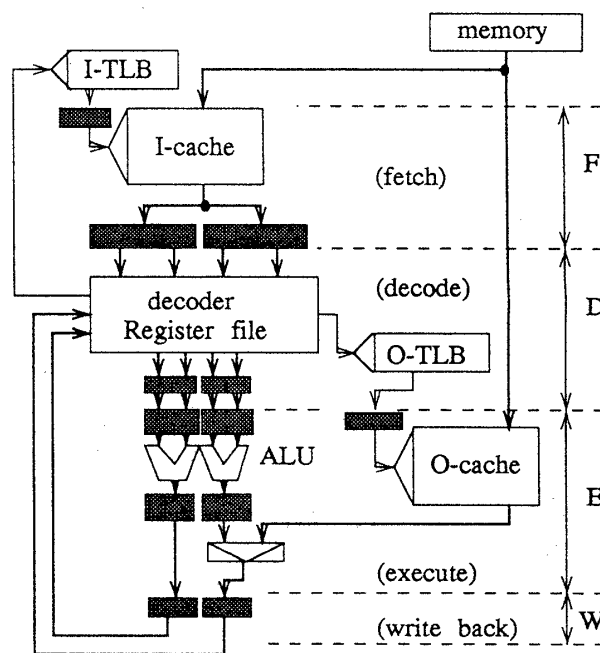 memory
I-TLB
I-cache
(fetch)
F
decoder
Register file
(decode)
D
O-TLB
ALU
O-cache
E
(execute)
(write back)
W